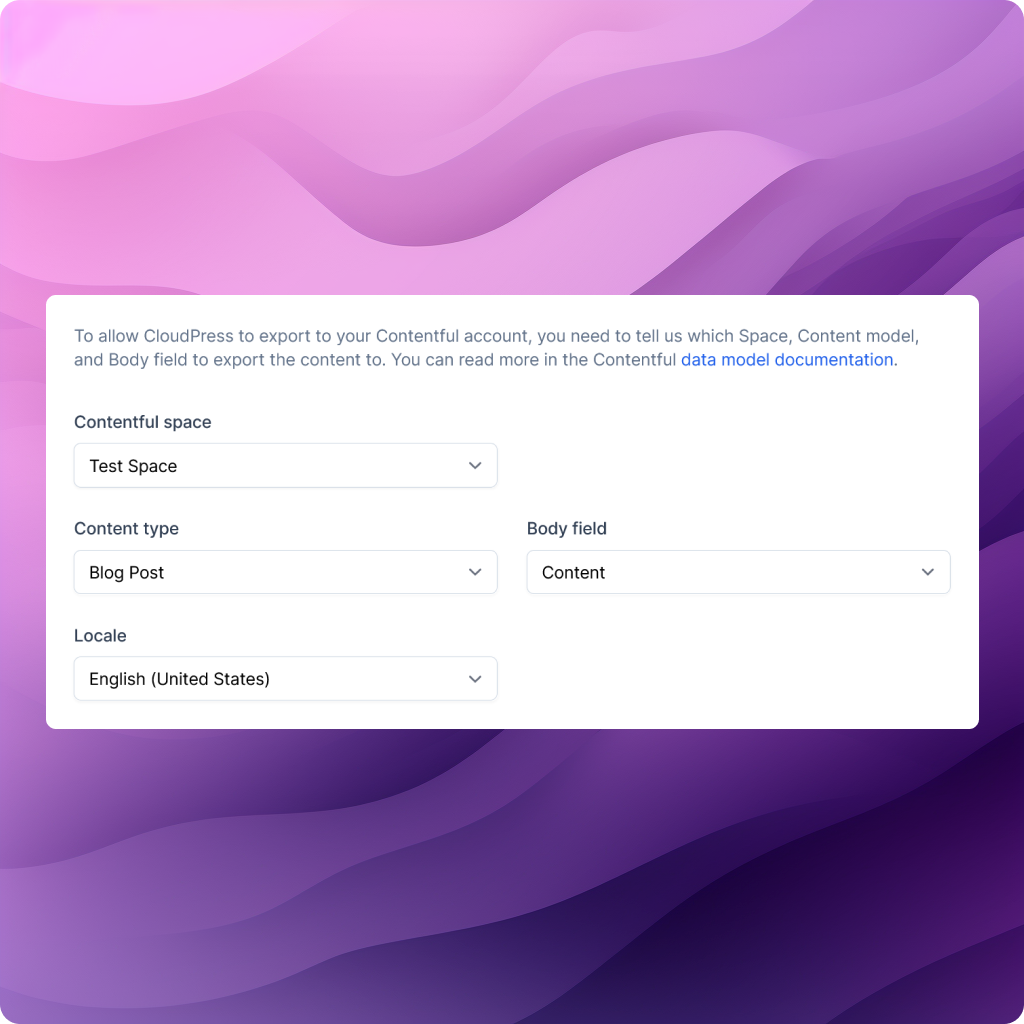 To allow CloudPress to export to your Contentful account, you need to tell us which Space, Content model,
and Body field to export the content to. You can read more in the Contentful data model documentation.
Contentful space
Test Space
Content type
Blog Post
Body field
Content
Locale
English (United States)